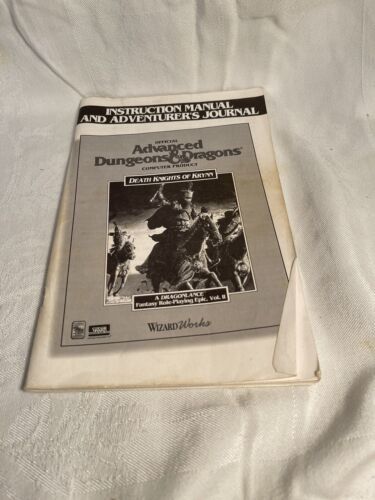 INSTRUCTION MANUAL
AND ADVENTURER'S JOURNAL
OFFICIAL
Advanced
Dungeons & Dragons®
COMPUTER PRODUCT
DEATH KNIGHTS OF KRYNN
A DRAGONLANCE
Fantasy Role-Playing Epic, Vol. II
WIZARDWorks